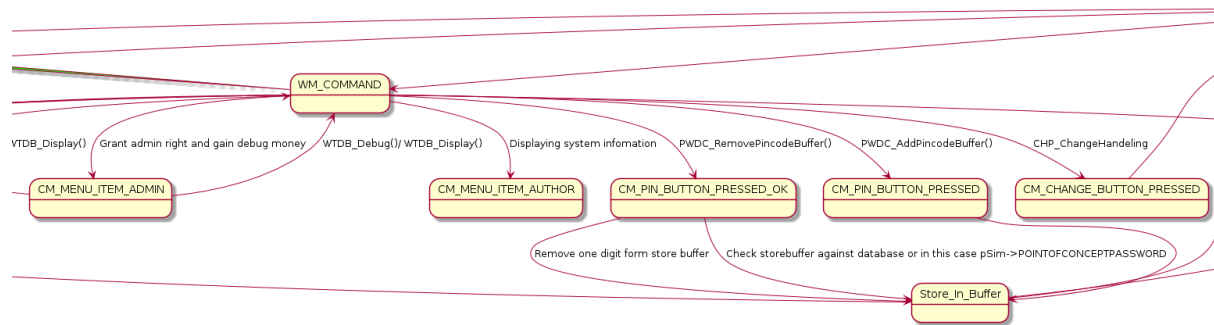 WM_COMMAND
WTDB_Display()
Grant admin right and gain debug money
WTDB_Debug()/ WTDB_Display()
Displaying system infomation
PWDC_RemovePincodeBuffer()
PWDC_AddPincodeBuffer()
CHP_ChangeHandeling
CM_MENU_ITEM_ADMIN
CM_MENU_ITEM_AUTHOR
CM_PIN_BUTTON_PRESSED_OK
CM_PIN_BUTTON_PRESSED
CM_CHANGE_BUTTON_PRESSED
Remove one digit form store buffer
Check storebuffer against database or in this case pSim->POINTOFCONCEPTPASSWORD
Store_In_Buffer